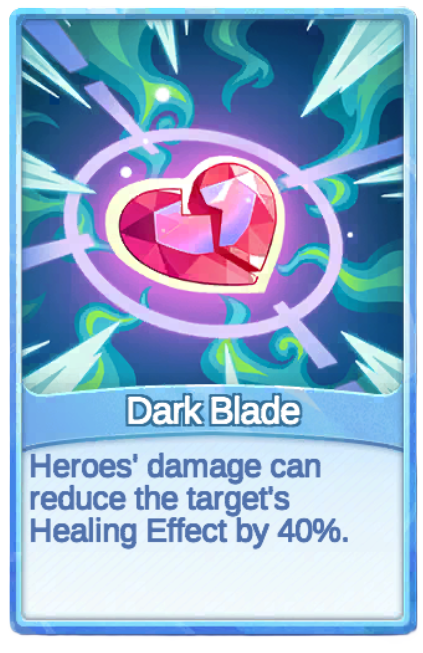 Dark Blade
Heroes' damage can
reduce the target's
Healing Effect by 40%.